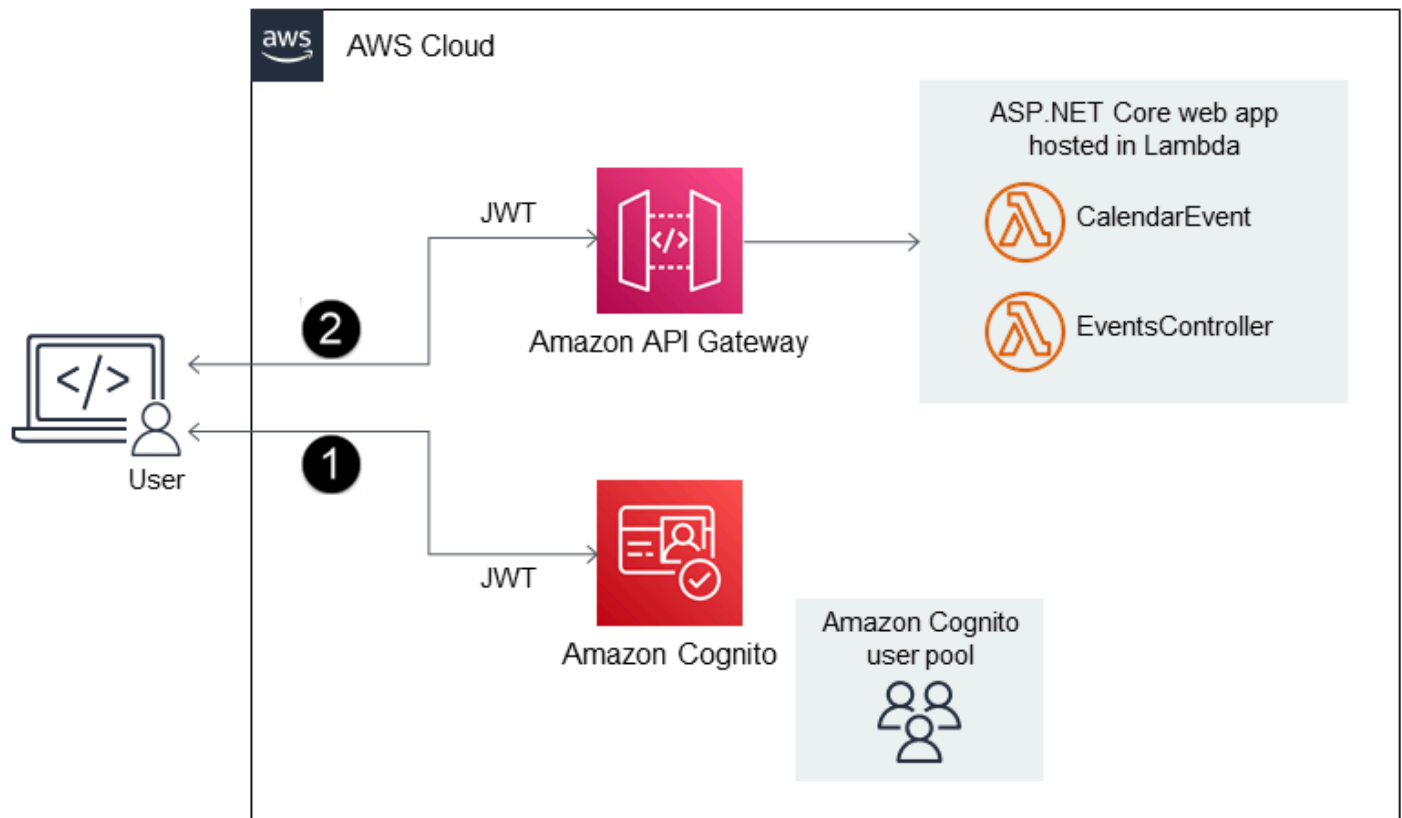 aws
AWS Cloud
ASP.NET Core web app
hosted in Lambda
JWT
CalendarEvent
</>
2
Amazon API Gateway
EventsController
</>
1
User
JWT
Amazon Cognito
Amazon Cognito
user pool